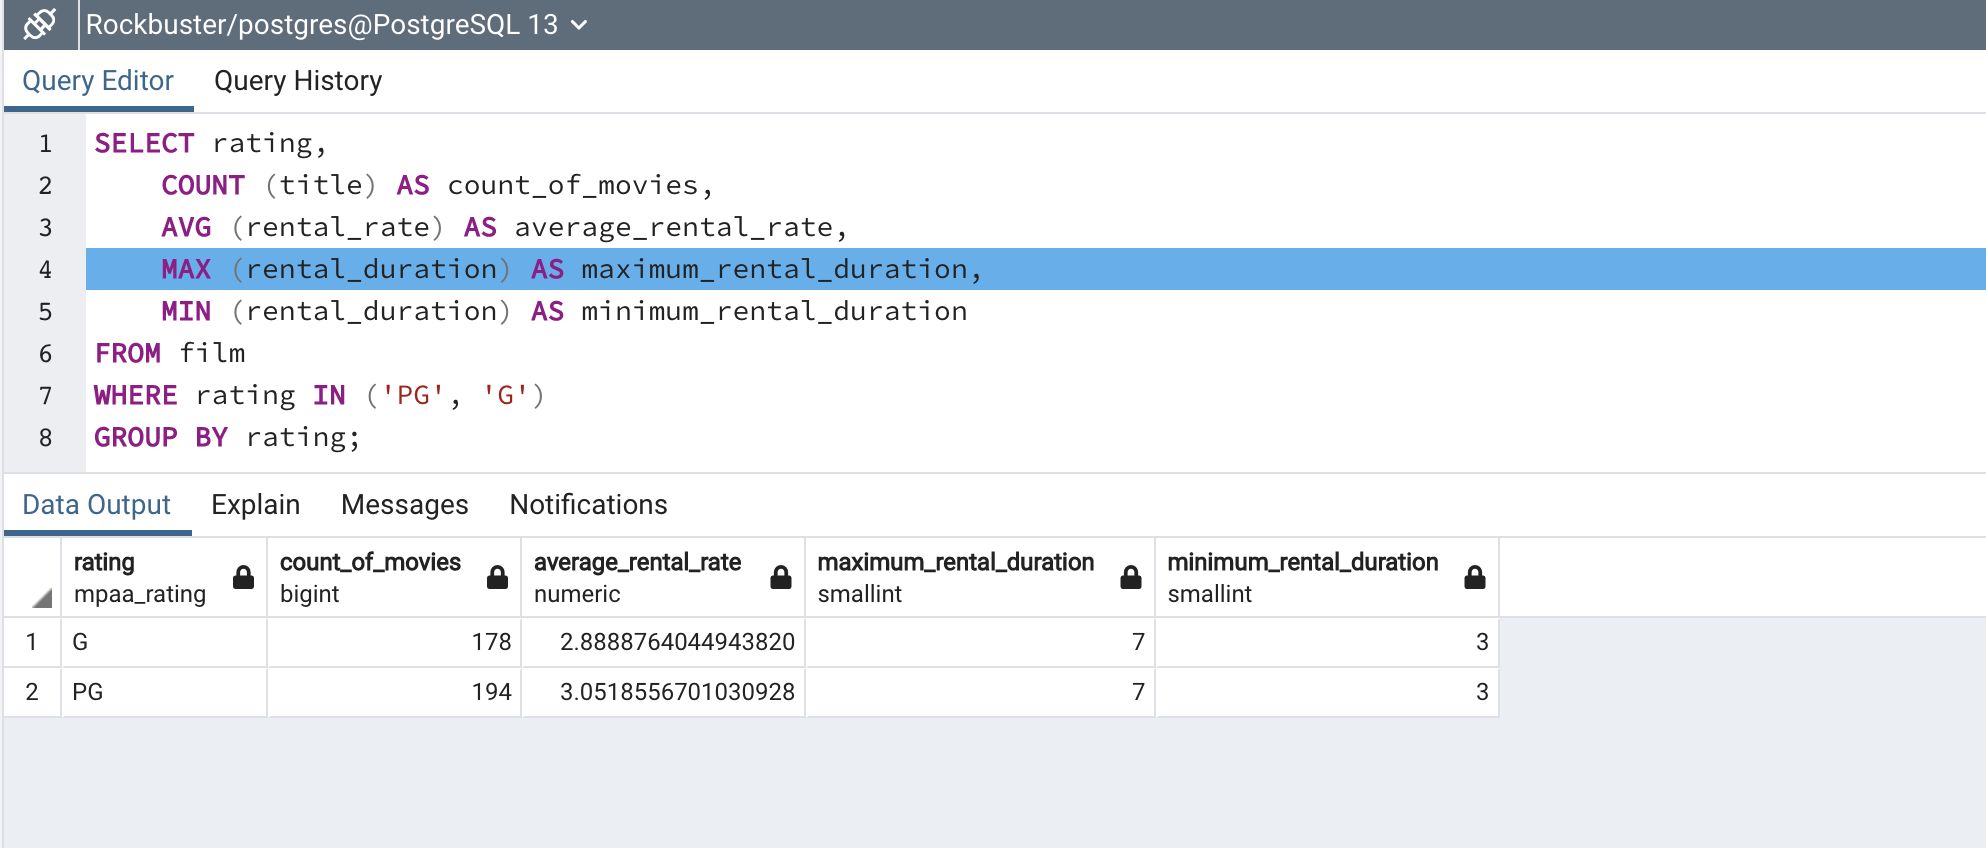 Rockbuster/postgres@PostgreSQL 13
Query Editor Query History
1 SELECT rating,
2 COUNT (title) AS count_of_movies,
3 AVG (rental_rate) AS average_rental_rate,
4 MAX (rental_duration) AS maximum_rental_duration,
5 MIN (rental_duration) AS minimum_rental_duration
6 FROM film
7 WHERE rating IN ('PG', 'G')
8 GROUP BY rating;
Data Output Explain Messages Notifications
rating count_of_movies average_rental_rate maximum_rental_duration minimum_rental_duration
mpaa_rating bigint numeric smallint smallint
1 G 178 2.8888764044943820 7 3
2 PG 194 3.0518556701030928 7 3